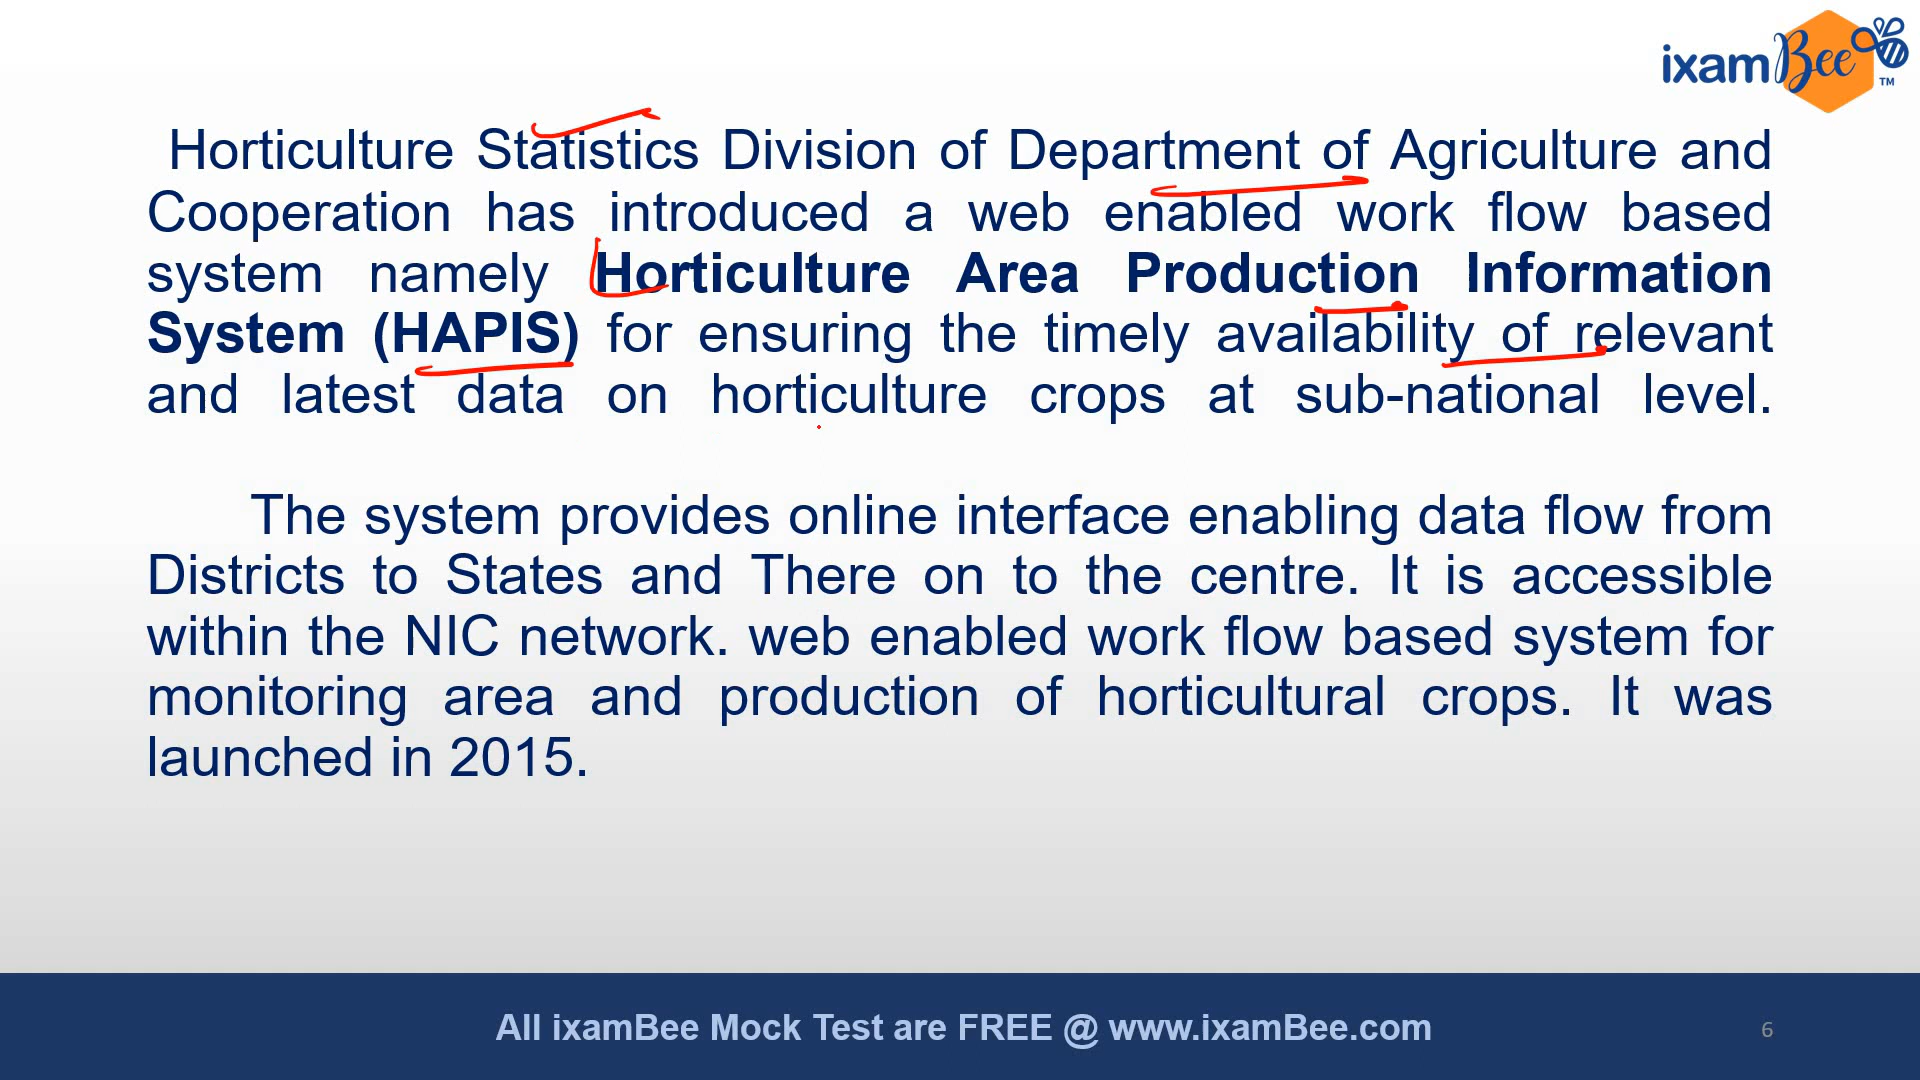 ixamBee
TM
Horticulture Statistics Division of Department of Agriculture and
Cooperation has introduced a web enabled work flow based
system namely Horticulture Area Production Information
System (HAPIS) for ensuring the timely availability of relevant
and latest data on horticulture crops at sub-national level.
The system provides online interface enabling data flow from
Districts to States and There on to the centre. It is accessible
within the NIC network. web enabled work flow based system for
monitoring area and production of horticultural crops. It was
launched in 2015.
All ixamBee Mock Test are FREE @ www.ixamBee.com
6